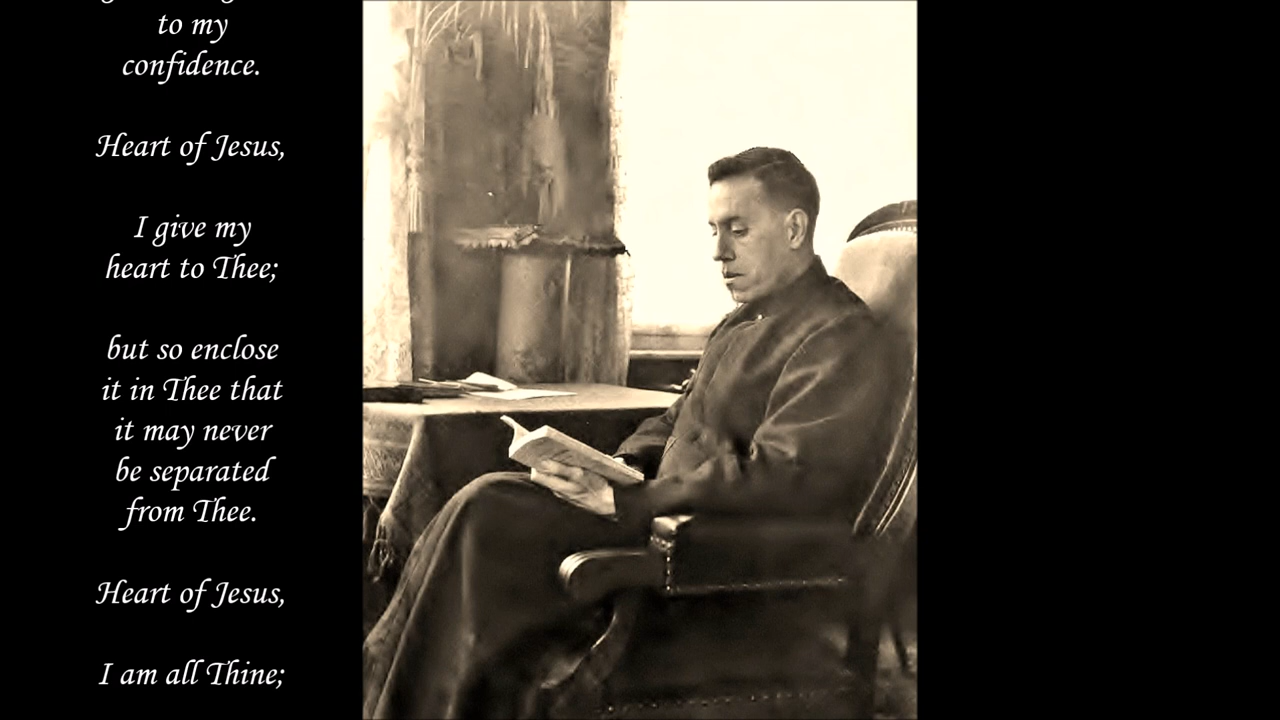 to my
confidence.
Heart of Jesus,
I give my
heart to Thee;
but so enclose
it in Thee that
it may never
be separated
from Thee.
Heart of Jesus,
I am all Thine;